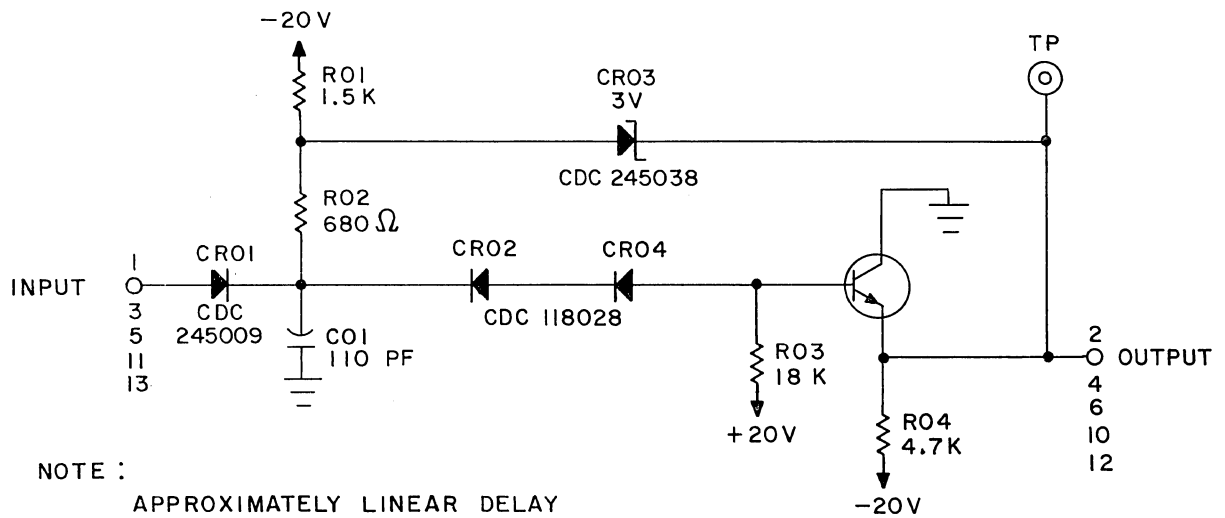 -20V
R01
1.5K
CR03
3V
TP
CDC 245038
R02
680Ω
CR01
CR02
CR04
INPUT
1
3
5
11
13
CDC
245009
CDC 118028
C01
110 PF
R03
18 K
+20V
2
OUTPUT
4
6
10
12
R04
4.7K
-20V
NOTE:
APPROXIMATELY LINEAR DELAY